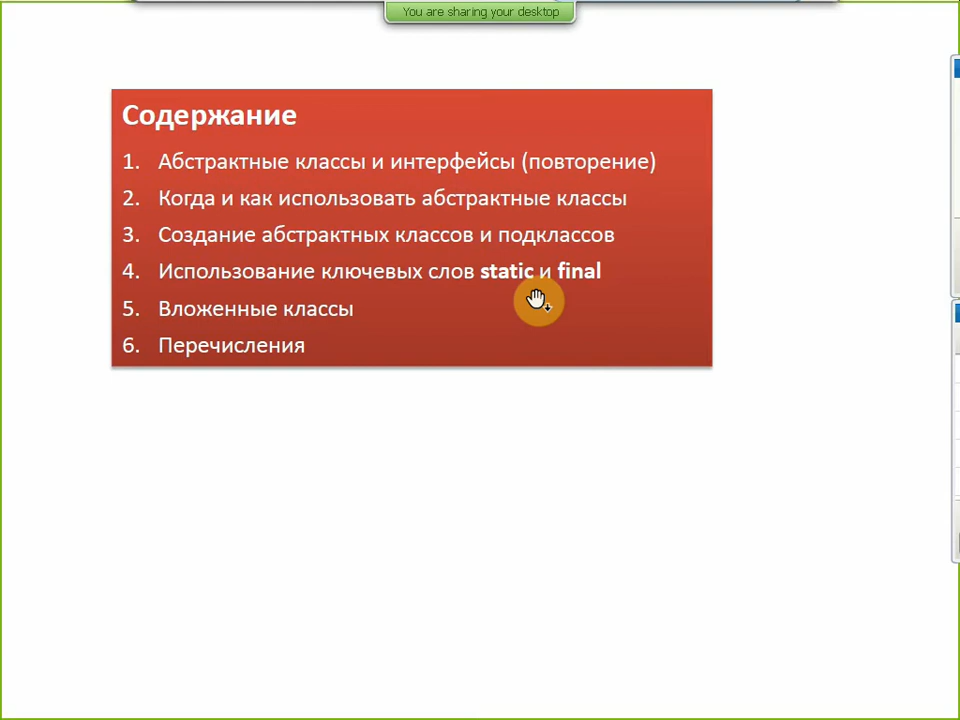 You are sharing your desktop
Содержание
1. Абстрактные классы и интерфейсы (повторение)
2. Когда и как использовать абстрактные классы
3. Создание абстрактных классов и подклассов
4. Использование ключевых слов static и final
5. Вложенные классы
6. Перечисления